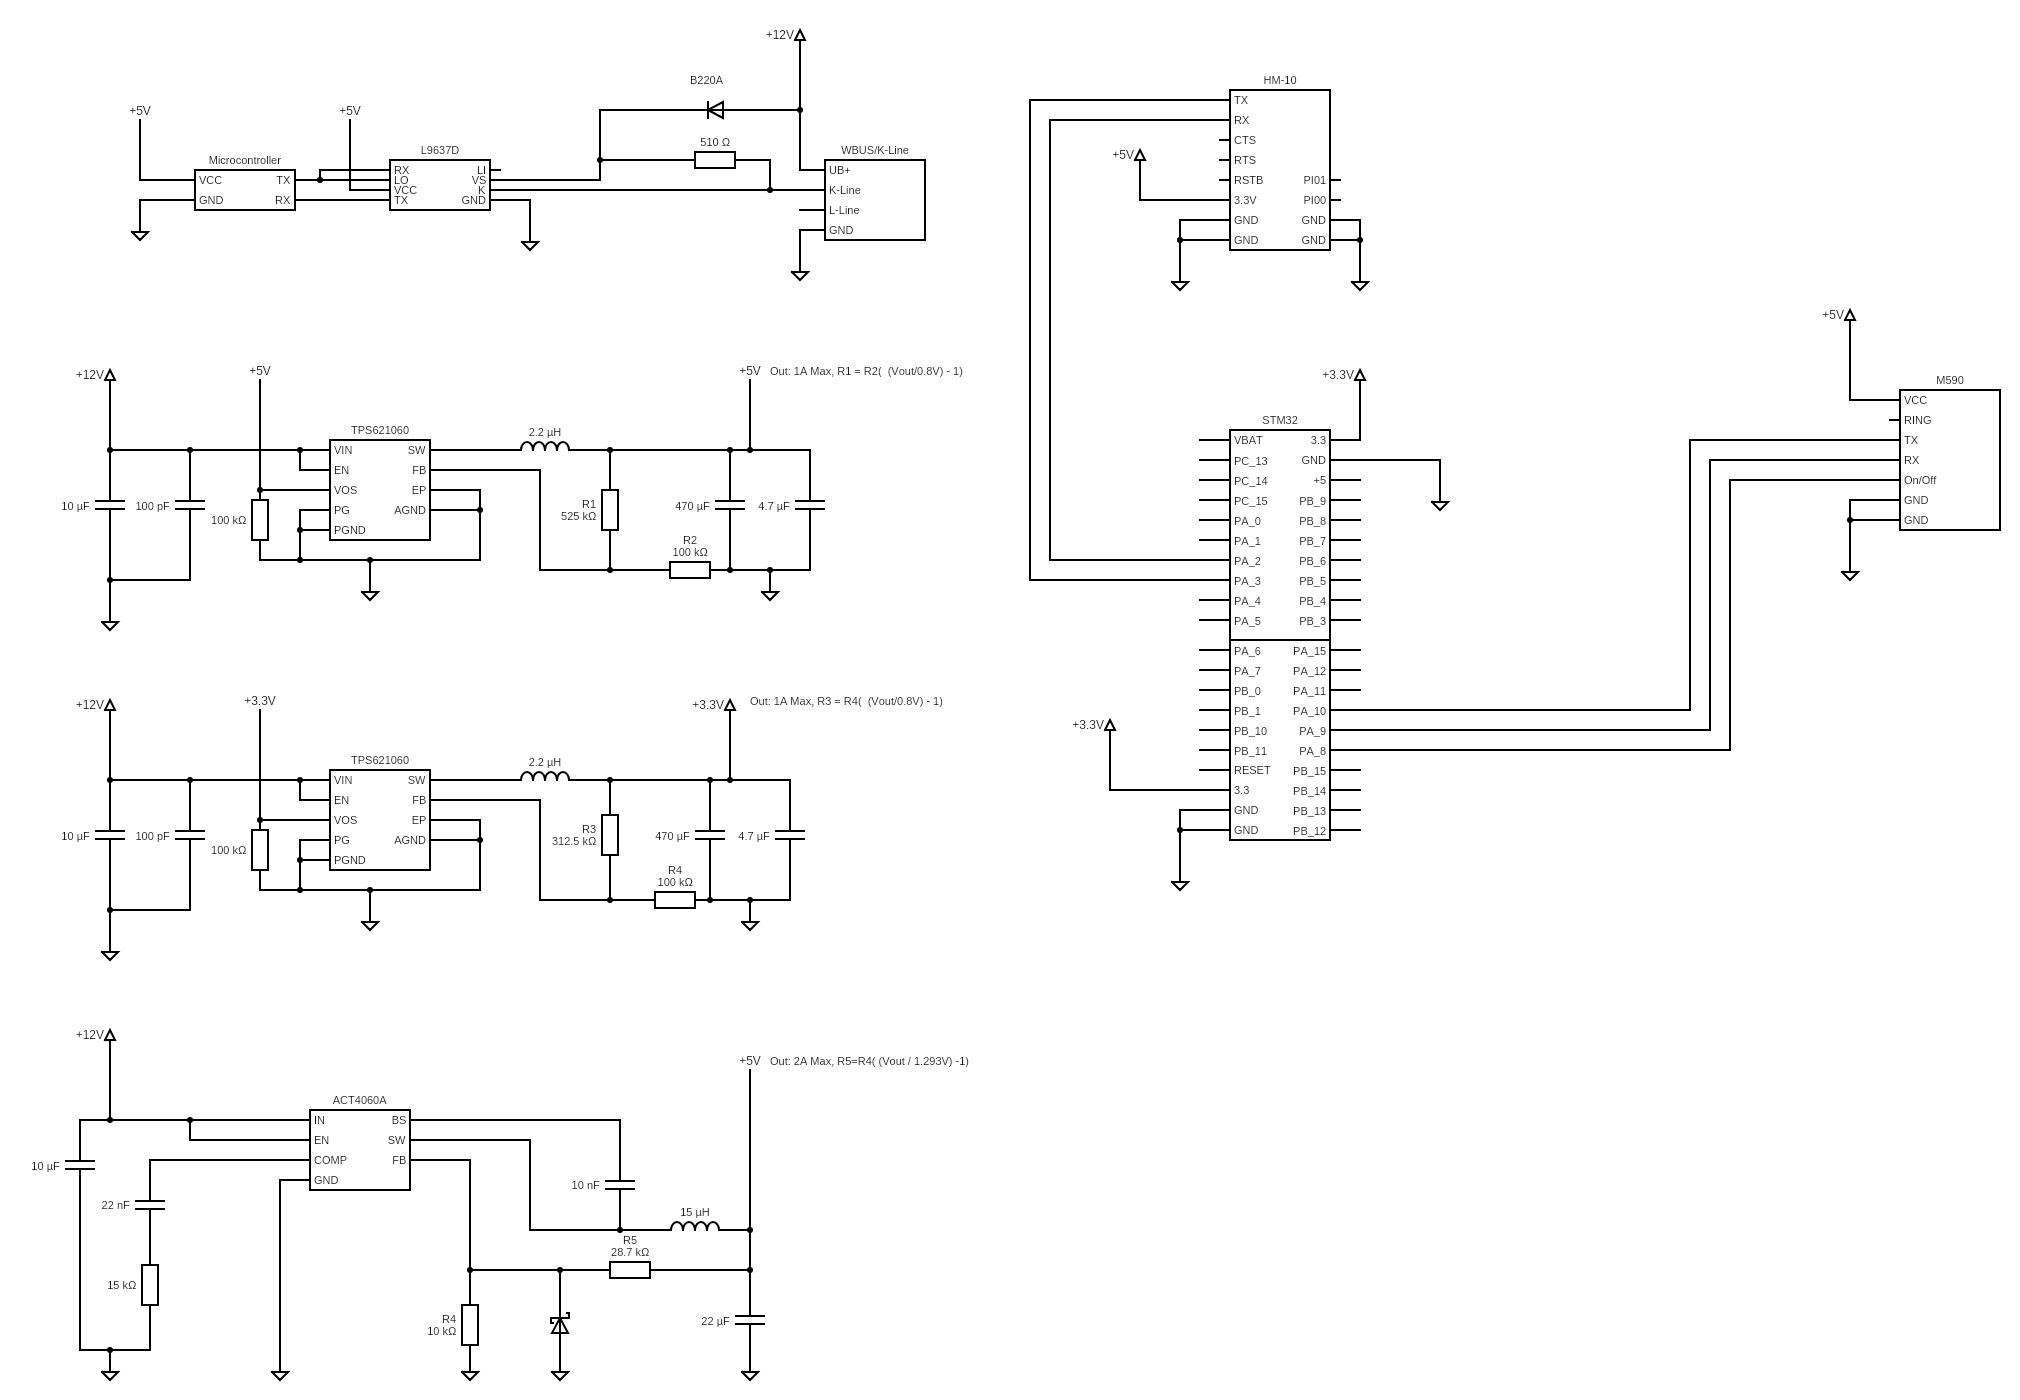 +12V
B220A
+5V
+5V
510 Ω
Microcontroller
VCC TX
GND RX
L9637D
RX LI
LO VS
VCC K
TX GND
WBUS/K-Line
UB+
K-Line
L-Line
GND
HM-10
TX
RX
CTS
RTS
RSTB PI01
3.3V PI00
GND GND
GND GND
+5V
+12V
+5V
+5V Out: 1A Max, R1 = R2( (Vout/0.8V) - 1)
TPS621060
VIN SW
EN FB
VOS EP
PG AGND
PGND
2.2 µH
10 µF
100 pF
100 kΩ
R1
525 kΩ
R2
100 kΩ
470 µF
4.7 µF
+3.3V
STM32
VBAT 3.3
PC_13 GND
PC_14 +5
PC_15 PB_9
PA_0 PB_8
PA_1 PB_7
PA_2 PB_6
PA_3 PB_5
PA_4 PB_4
PA_5 PB_3
PA_6 PA_15
PA_7 PA_12
PB_0 PA_11
PB_1 PA_10
PB_10 PA_9
PB_11 PA_8
RESET PB_15
3.3 PB_14
GND PB_13
GND PB_12
+3.3V
+5V
M590
VCC
RING
TX
RX
On/Off
GND
GND
+12V
+3.3V
+3.3V
Out: 1A Max, R3 = R4( (Vout/0.8V) - 1)
TPS621060
VIN SW
EN FB
VOS EP
PG AGND
PGND
2.2 µH
10 µF
100 pF
100 kΩ
R3
312.5 kΩ
R4
100 kΩ
470 µF
4.7 µF
+12V
+5V Out: 2A Max, R5=R4( (Vout / 1.293V) -1)
ACT4060A
IN BS
EN SW
COMP FB
GND
10 µF
22 nF
15 kΩ
10 nF
15 µH
R5
28.7 kΩ
R4
10 kΩ
22 µF